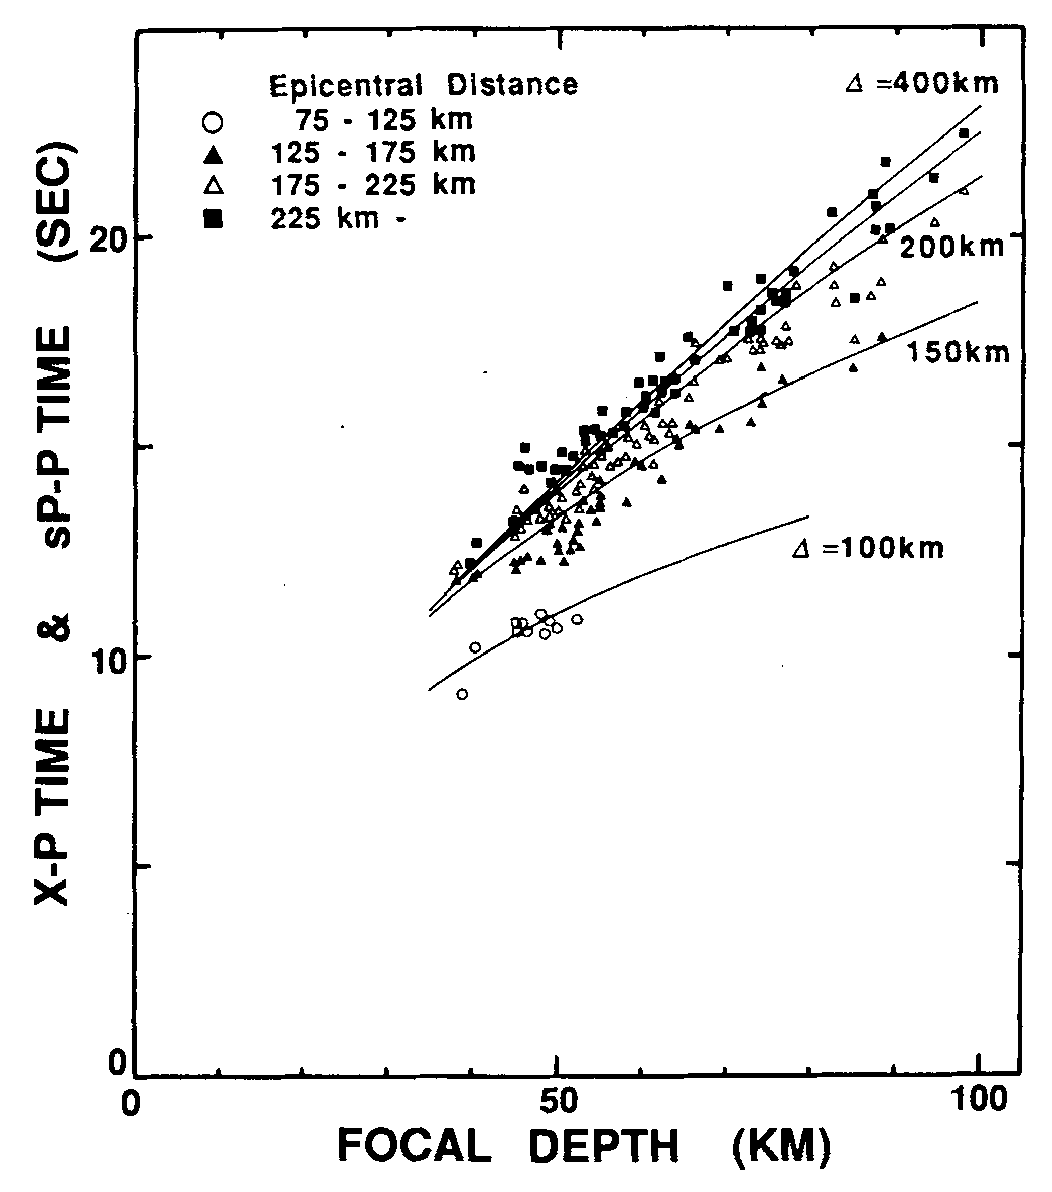 Epicentral Distance
75 - 125 km
125 - 175 km
175 - 225 km
225 km -
Δ =400km
200km
150km
Δ =100km
X-P TIME & sP-P TIME (SEC)
20
10
0
0 50 100
FOCAL DEPTH (KM)